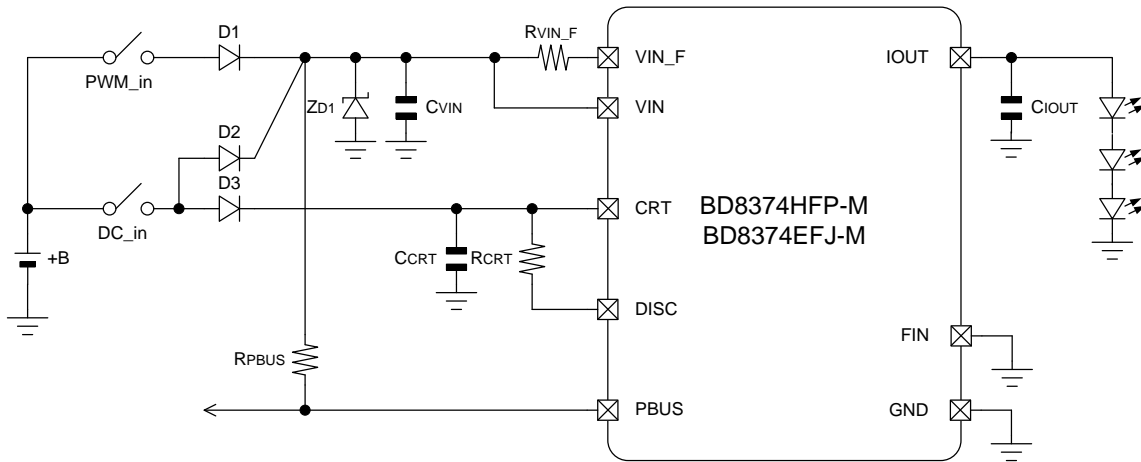 D1
RVIN_F
VIN_F
IOUT
PWM_in
ZD1
CVIN
VIN
CIOUT
D2
D3
CRT
BD8374HFP-M
BD8374EFJ-M
DC_in
+B
CCRT
RCRT
DISC
FIN
RPBUS
PBUS
GND